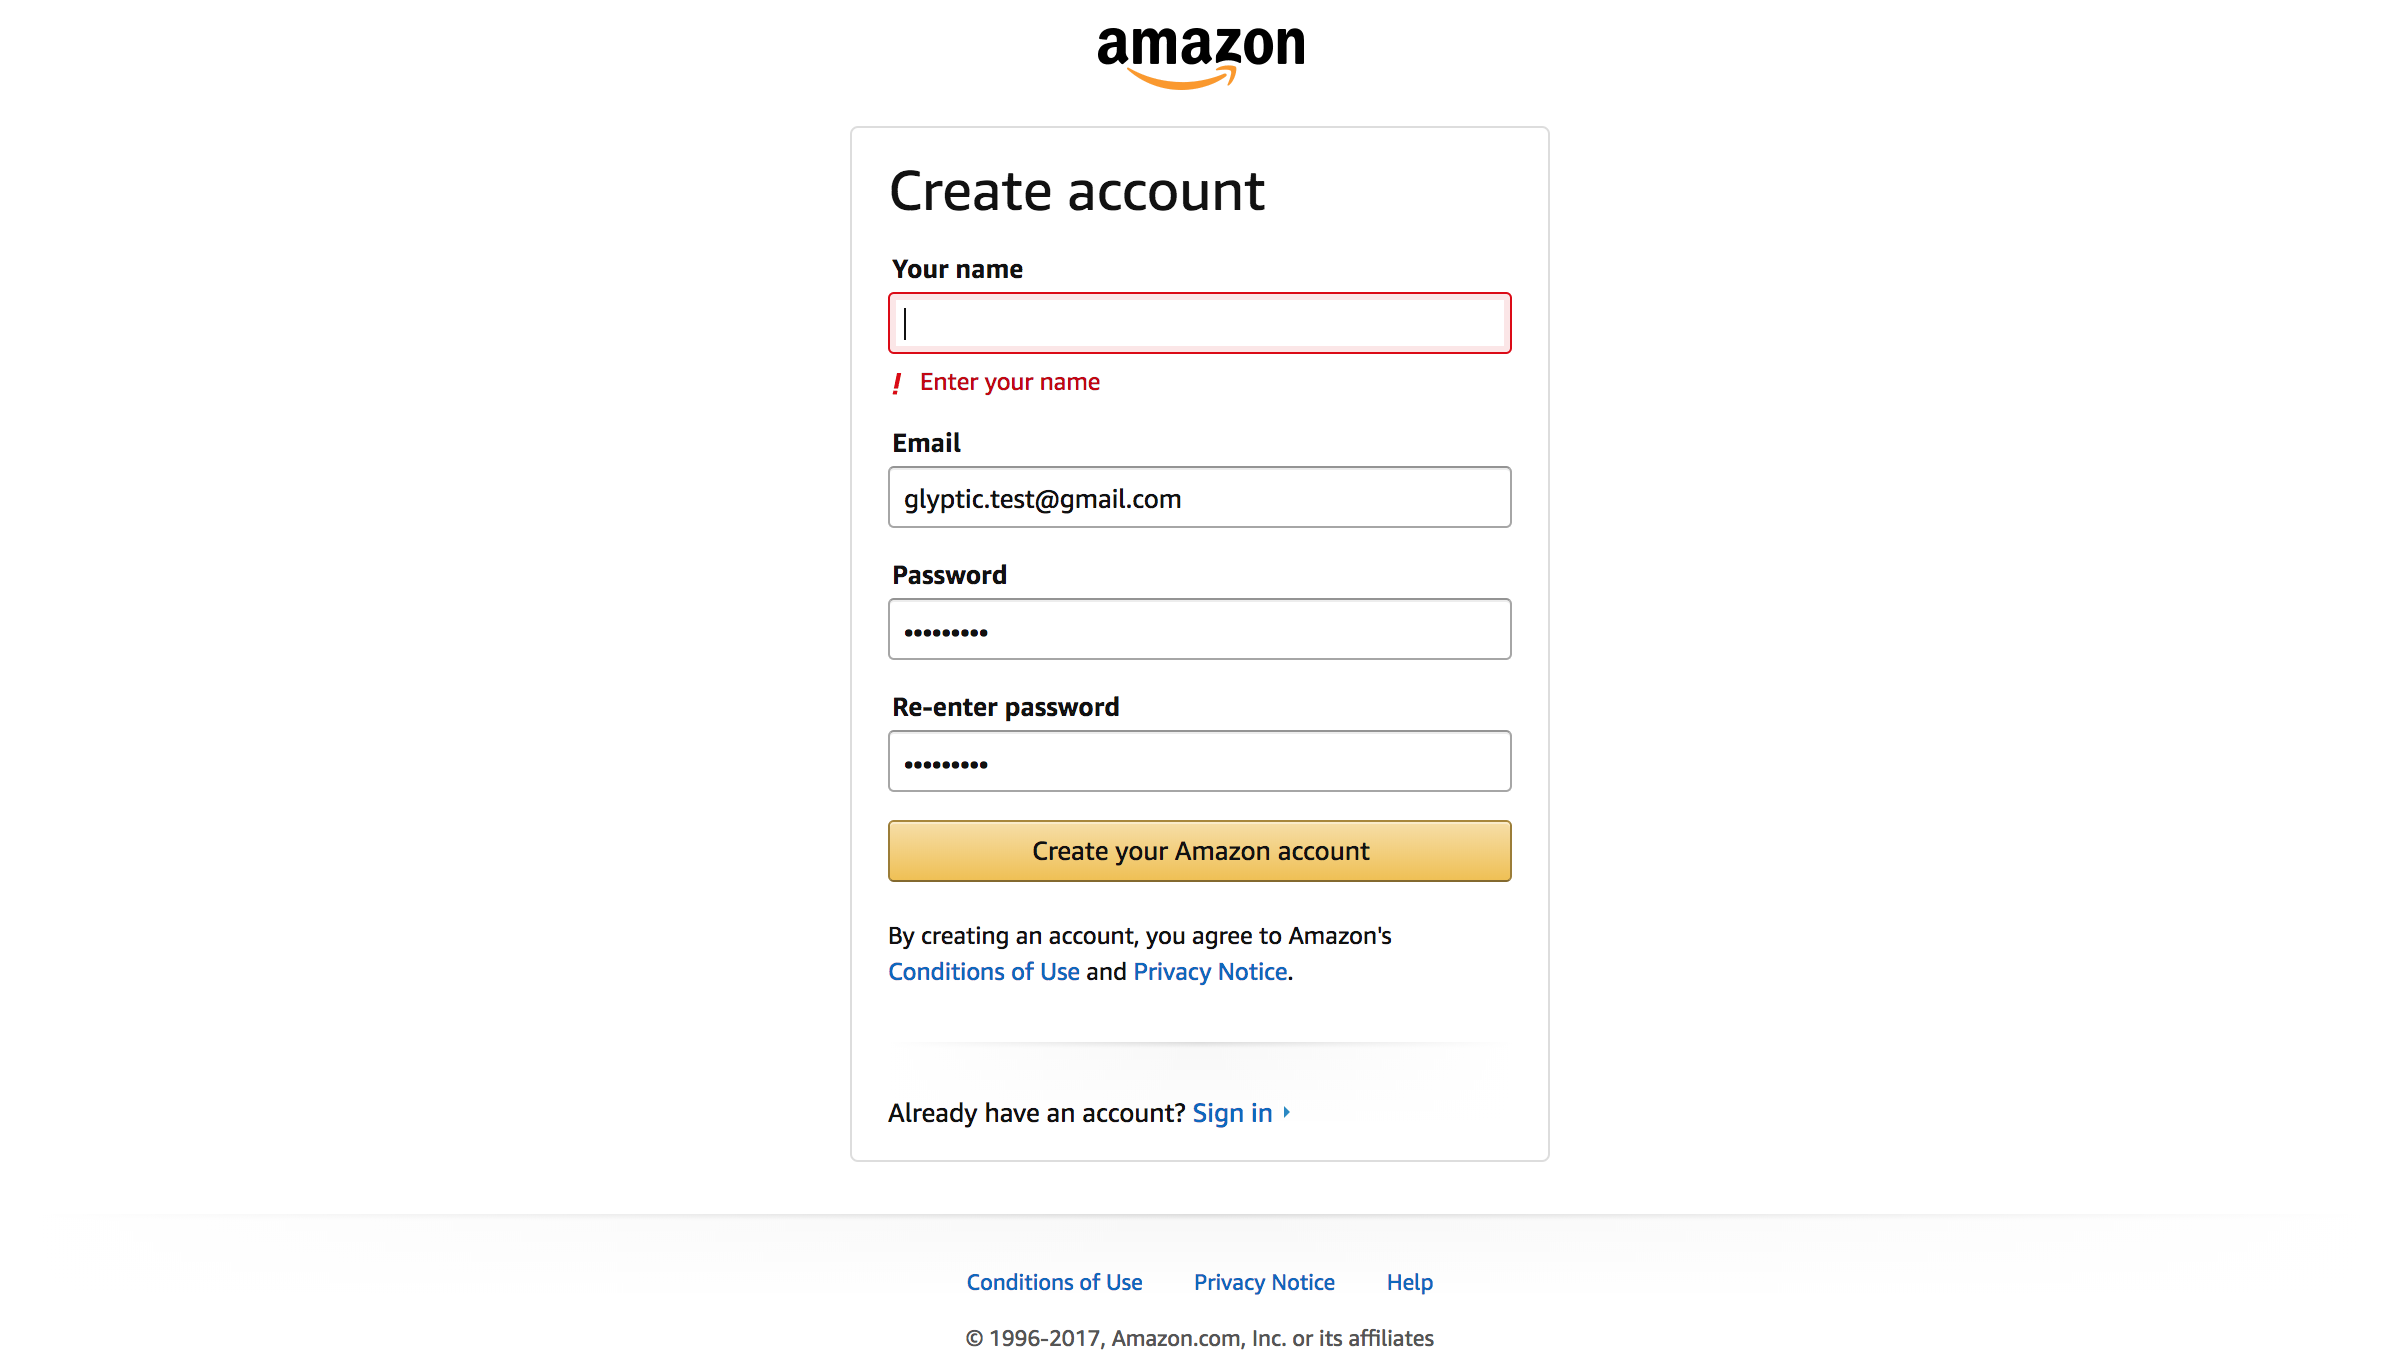 amazon
Create account
Your name
! Enter your name
Email
glyptic.test@gmail.com
Password
•••••••••
Re-enter password
•••••••••
Create your Amazon account
By creating an account, you agree to Amazon's
Conditions of Use and Privacy Notice.
Already have an account? Sign in
Conditions of Use Privacy Notice Help
© 1996-2017, Amazon.com, Inc. or its affiliates